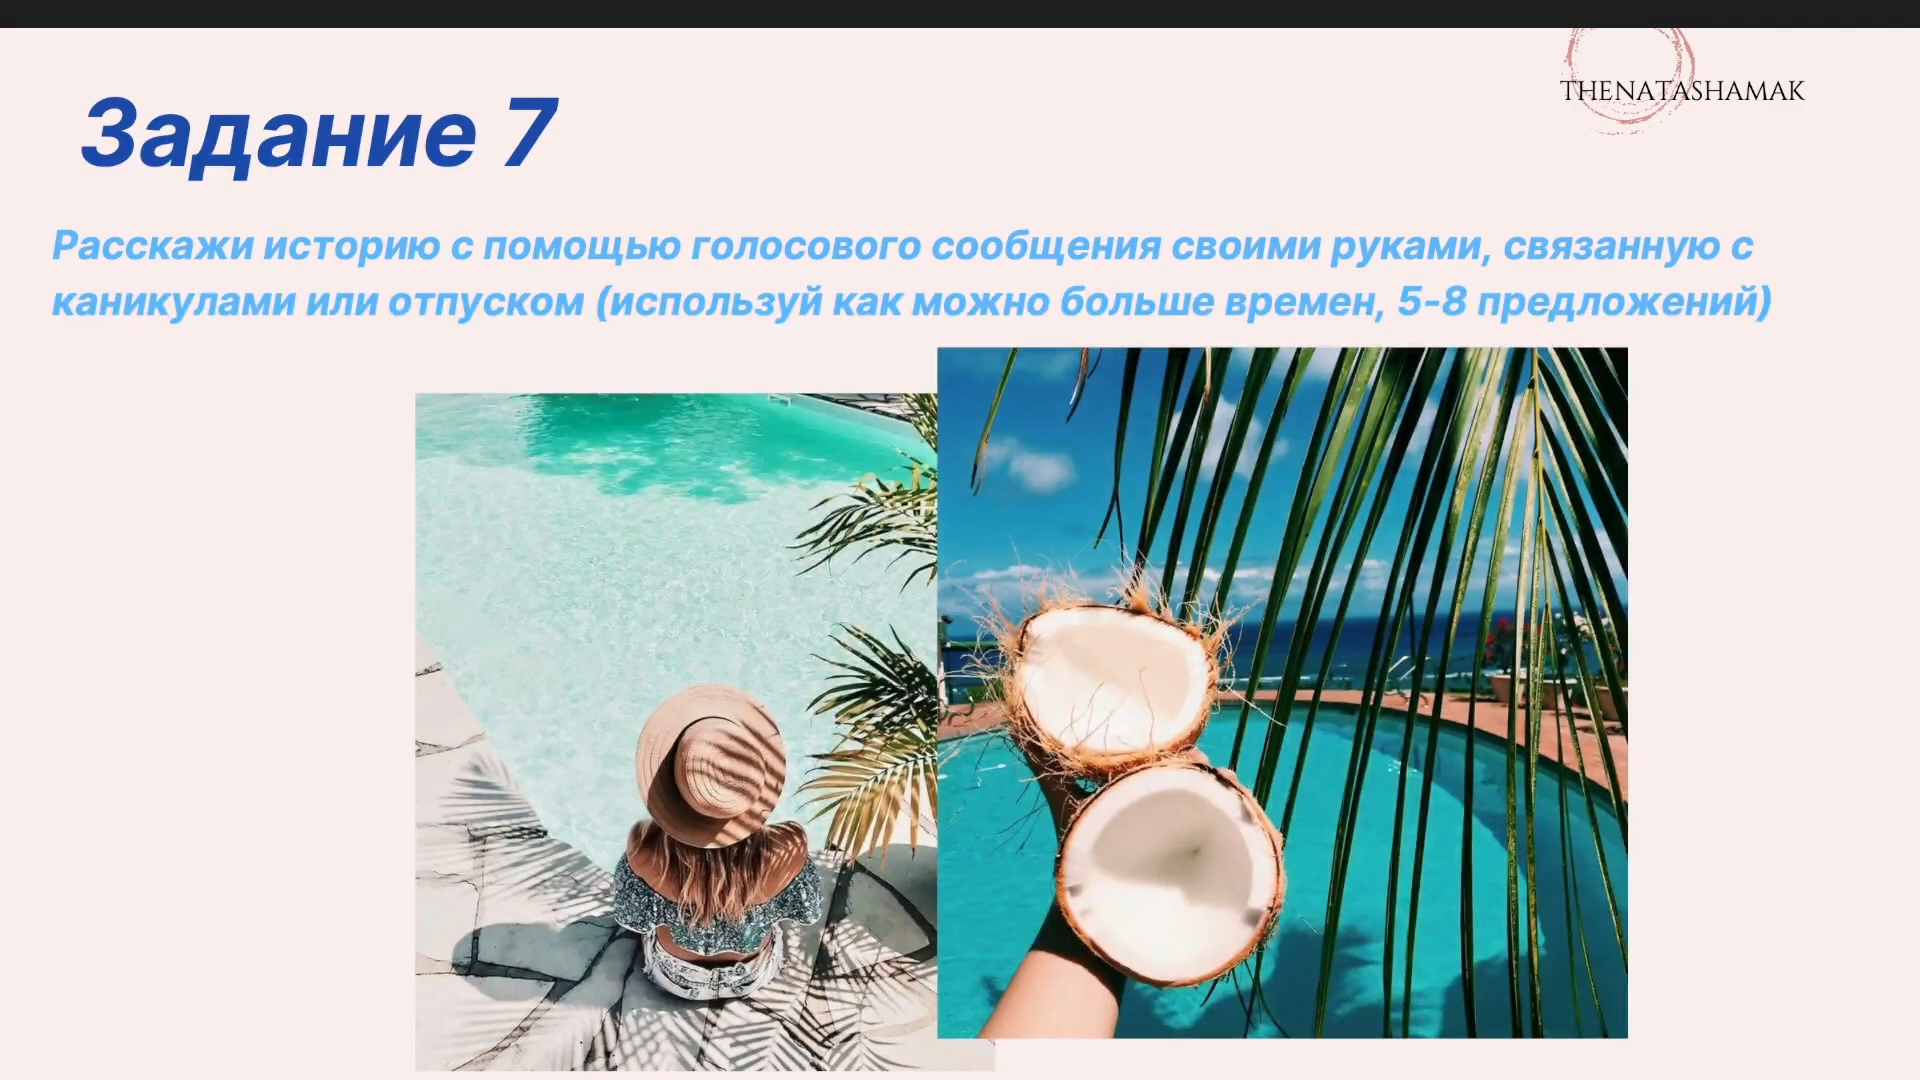 THENATASHAMAK
Задание 7
Расскажи историю с помощью голосового сообщения своими руками, связанную с
каникулами или отпуском (используй как можно больше времен, 5-8 предложений)